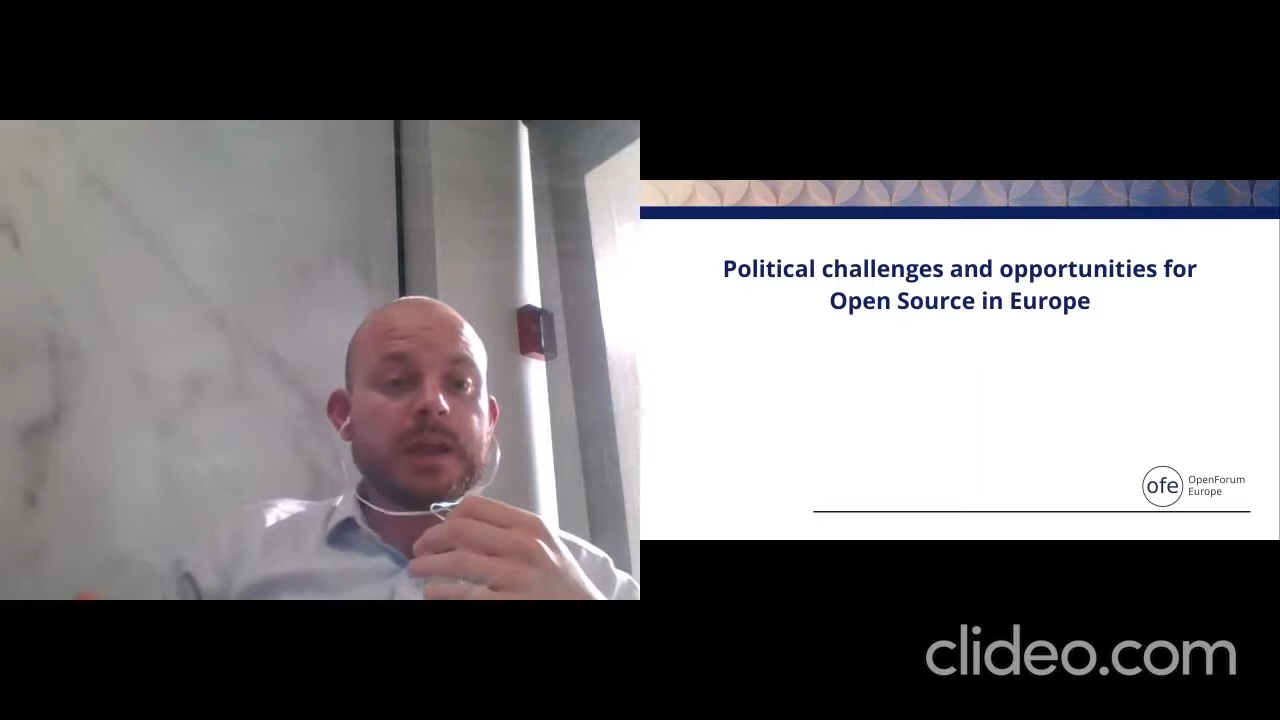 Political challenges and opportunities for
Open Source in Europe
ofe
OpenForum
Europe
clideo.com